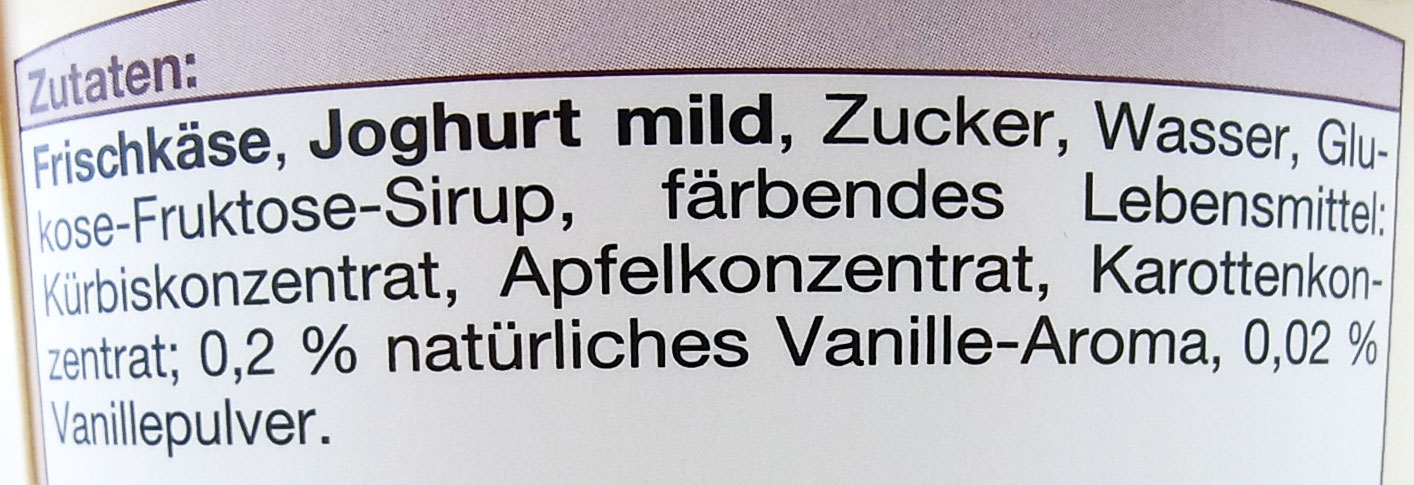 Zutaten:
Frischkäse, Joghurt mild, Zucker, Wasser, Glu-
kose-Fruktose-Sirup, färbendes Lebensmittel:
Kürbiskonzentrat, Apfelkonzentrat, Karottenkon-
zentrat; 0,2 % natürliches Vanille-Aroma, 0,02 %
Vanillepulver.